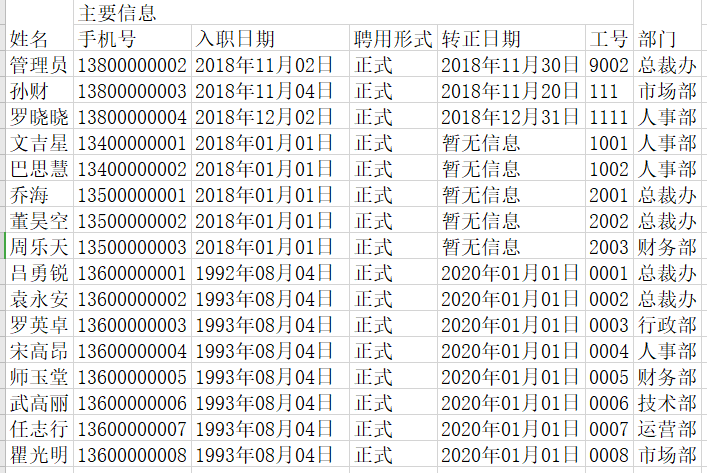 主要信息
姓名 手机号 入职日期 聘用形式 转正日期 工号 部门
管理员 13800000002 2018年11月02日 正式 2018年11月30日 9002 总裁办
孙财 13800000003 2018年11月04日 正式 2018年11月20日 111 市场部
罗晓晓 13800000004 2018年12月02日 正式 2018年12月31日 1111 人事部
文吉星 13400000001 2018年01月01日 正式 暂无信息 1001 人事部
巴思慧 13400000002 2018年01月01日 正式 暂无信息 1002 人事部
乔海 13500000001 2018年01月01日 正式 暂无信息 2001 总裁办
董昊空 13500000002 2018年01月01日 正式 暂无信息 2002 总裁办
周乐天 13500000003 2018年01月01日 正式 暂无信息 2003 财务部
吕勇锐 13600000001 1992年08月04日 正式 2020年01月01日 0001 总裁办
袁永安 13600000002 1993年08月04日 正式 2020年01月01日 0002 总裁办
罗英卓 13600000003 1993年08月04日 正式 2020年01月01日 0003 行政部
宋高昂 13600000004 1993年08月04日 正式 2020年01月01日 0004 人事部
师玉堂 13600000005 1993年08月04日 正式 2020年01月01日 0005 财务部
武高丽 13600000006 1993年08月04日 正式 2020年01月01日 0006 技术部
任志行 13600000007 1993年08月04日 正式 2020年01月01日 0007 运营部
瞿光明 13600000008 1993年08月04日 正式 2020年01月01日 0008 市场部